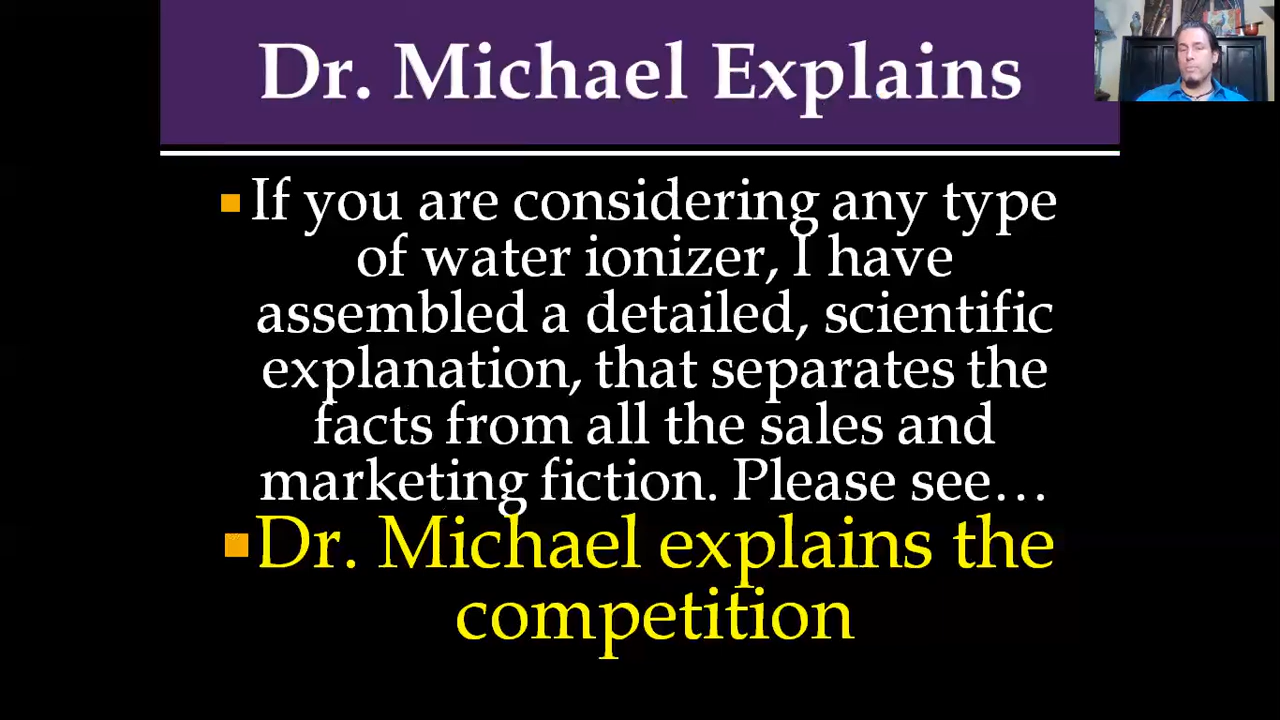 Dr. Michael Explains
If you are considering any type
of water ionizer, I have
assembled a detailed, scientific
explanation, that separates the
facts from all the sales and
marketing fiction. Please see…
Dr. Michael explains the
competition